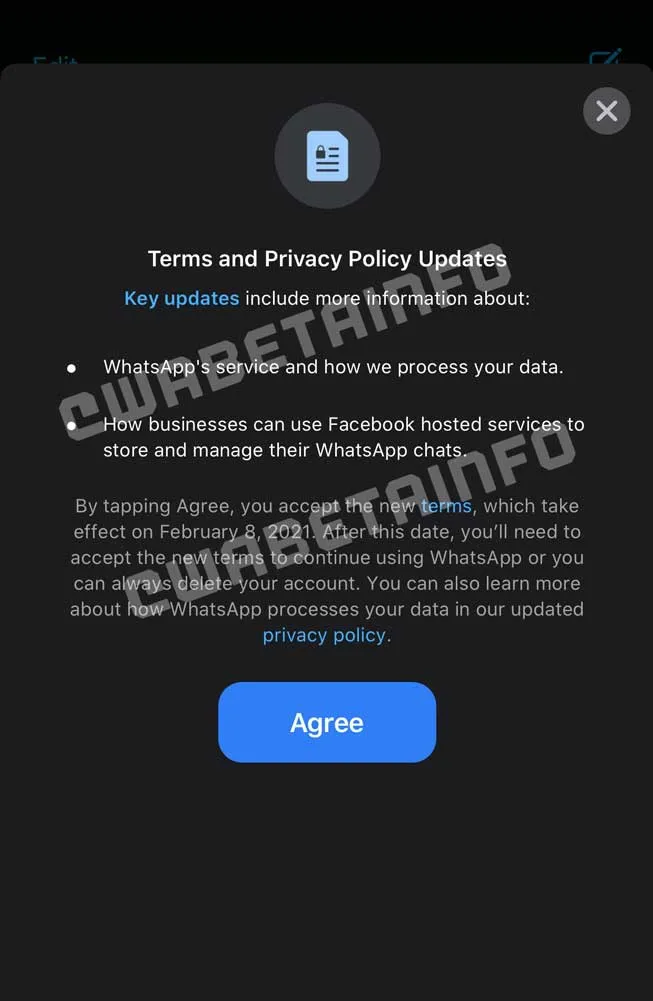 Edit
Terms and Privacy Policy Updates
Key updates include more information about:
• WhatsApp's service and how we process your data.
• How businesses can use Facebook hosted services to
store and manage their WhatsApp chats.
By tapping Agree, you accept the new terms, which take
effect on February 8, 2021. After this date, you’ll need to
accept the new terms to continue using WhatsApp or you
can always delete your account. You can also learn more
about how WhatsApp processes your data in our updated
privacy policy.
Agree
CWABETAINFO
CWABETAINFO